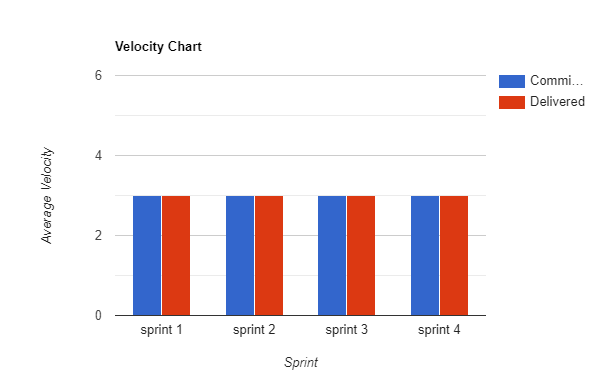 Velocity Chart
6
4
2
0
Average Velocity
sprint 1
sprint 2
sprint 3
sprint 4
Sprint
Commi...
Delivered